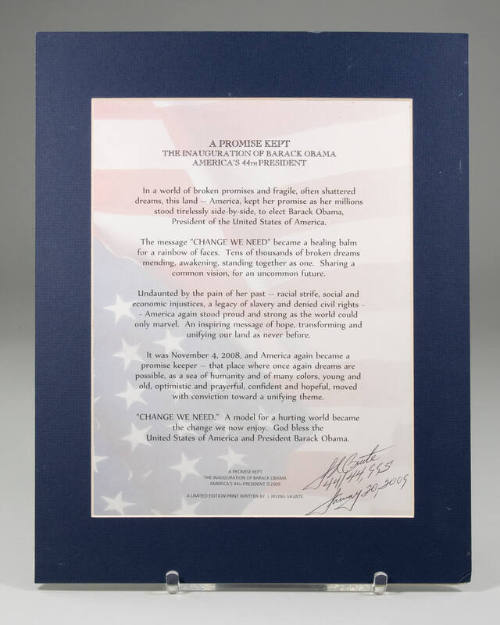 A PROMISE KEPT
THE INAUGURATION OF BARACK OBAMA
AMERICA'S 44TH PRESIDENT
In a world of broken promises and fragile, often shattered
dreams, this land – America, kept her promise as her millions
stood tirelessly side-by-side, to elect Barack Obama,
President of the United States of America.
The message "CHANGE WE NEED" became a healing balm
for a rainbow of faces. Tens of thousands of broken dreams
mending, awakening, standing together as one. Sharing a
common vision, for an uncommon future.
Undaunted by the pain of her past – racial strife, social and
economic injustices, a legacy of slavery and denied civil rights -
- America again stood proud and strong as the world could
only marvel. An inspiring message of hope, transforming and
unifying our land as never before.
It was November 4, 2008, and America again became a
promise keeper – that place where once again dreams are
possible, as a sea of humanity and of many colors, young and
old, optimistic and prayerful, confident and hopeful, moved
with conviction toward a unifying theme.
"CHANGE WE NEED." A model for a hurting world became
the change we now enjoy. God bless the
United States of America and President Barack Obama.
A PROMISE KEPT
THE INAUGURATION OF BARACK OBAMA
AMERICA'S 44TH PRESIDENT © 2009
A LIMITED EDITION PRINT WRITTEN BY
44/44,995
January 20, 2009